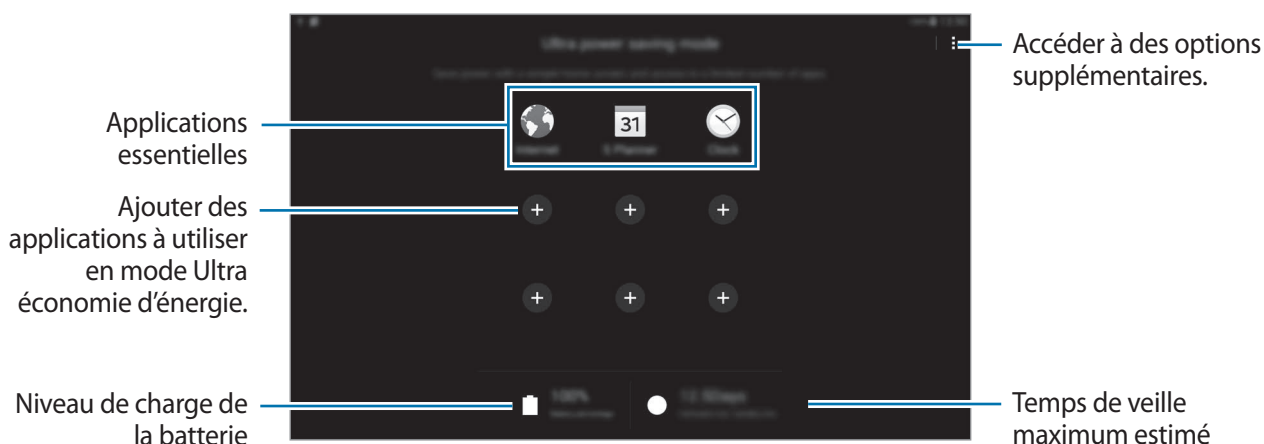 Ultra power saving mode
Accéder à des options
supplémentaires.
Applications
essentielles
31
Internet
S Planner
Clock
Ajouter des
applications à utiliser
en mode Ultra
économie d’énergie.
+ + +
+ + +
Niveau de charge de
la batterie
100%
Temps de veille
maximum estimé